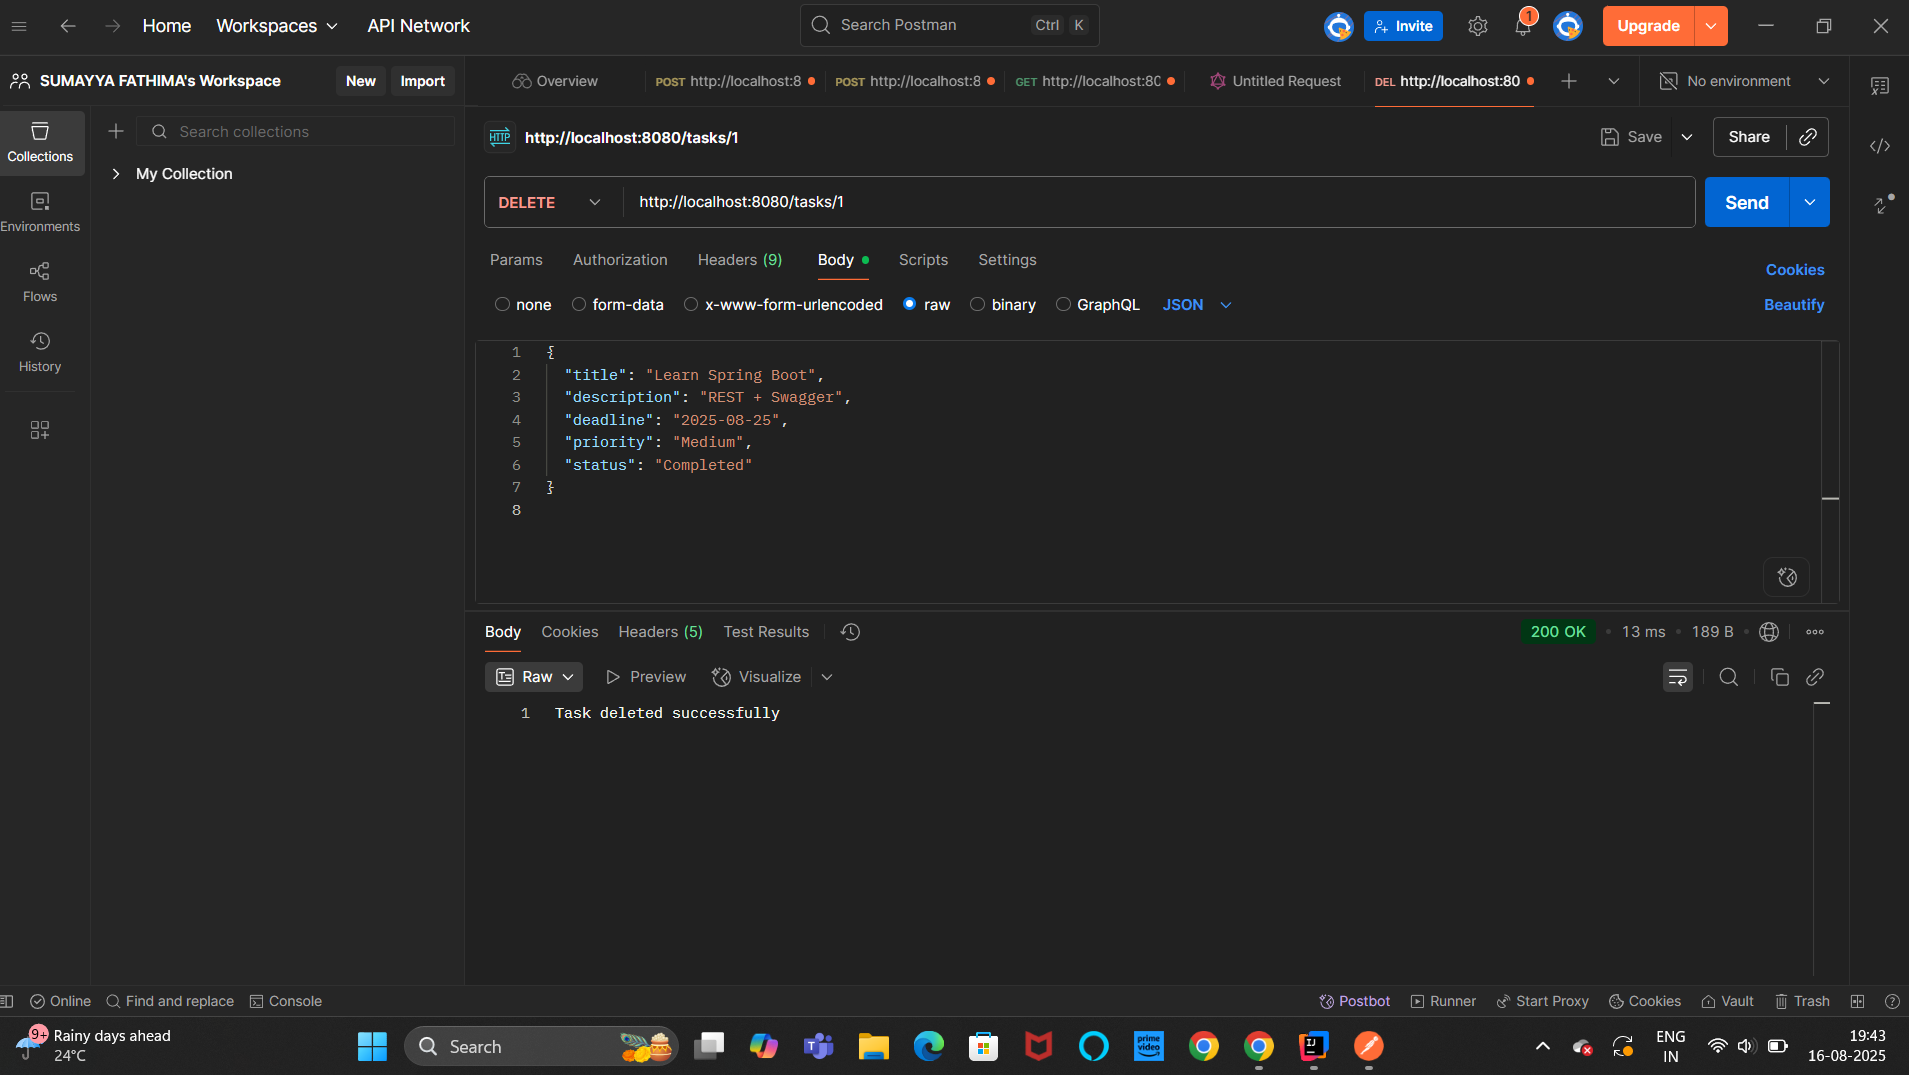 Home Workspaces API Network Search Postman Ctrl K Invite 1 Upgrade
SUMAYYA FATHIMA's Workspace New Import
Overview POST http://localhost:8 POST http://localhost:8 GET http://localhost:80 Untitled Request DEL http://localhost:80 No environment
Collections
Search collections
My Collection
Environments
Flows
History
HTTP http://localhost:8080/tasks/1 Save Share
DELETE http://localhost:8080/tasks/1 Send
Params Authorization Headers (9) Body Scripts Settings Cookies
none form-data x-www-form-urlencoded raw binary GraphQL JSON Beautify
1 {
2 "title": "Learn Spring Boot",
3 "description": "REST + Swagger",
4 "deadline": "2025-08-25",
5 "priority": "Medium",
6 "status": "Completed"
7 }
8
Body Cookies Headers (5) Test Results 200 OK • 13 ms • 189 B
Raw Preview Visualize
1 Task deleted successfully
Online Find and replace Console Postbot Runner Start Proxy Cookies Vault Trash
9+ Rainy days ahead
24°C
Search
prime video
IJ
ENG
IN
19:43
16-08-2025